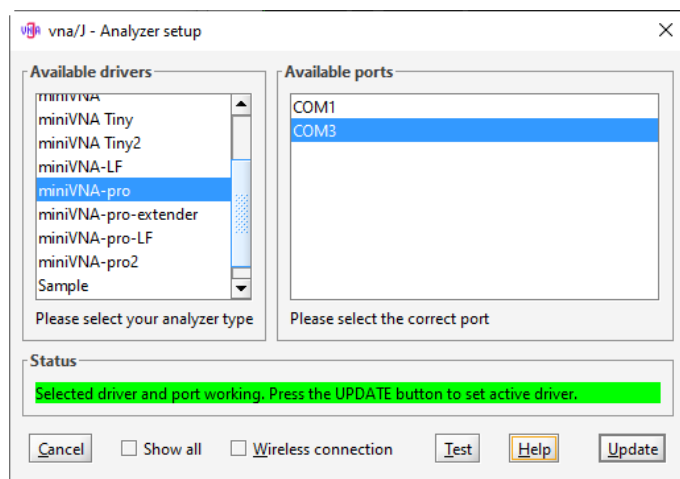 vna/J - Analyzer setup
Available drivers
miniVNA
miniVNA Tiny
miniVNA Tiny2
miniVNA-LF
miniVNA-pro
miniVNA-pro-extender
miniVNA-pro-LF
miniVNA-pro2
Sample
Please select your analyzer type
Available ports
COM1
COM3
Please select the correct port
Status
Selected driver and port working. Press the UPDATE button to set active driver.
Cancel Show all Wireless connection Test Help Update